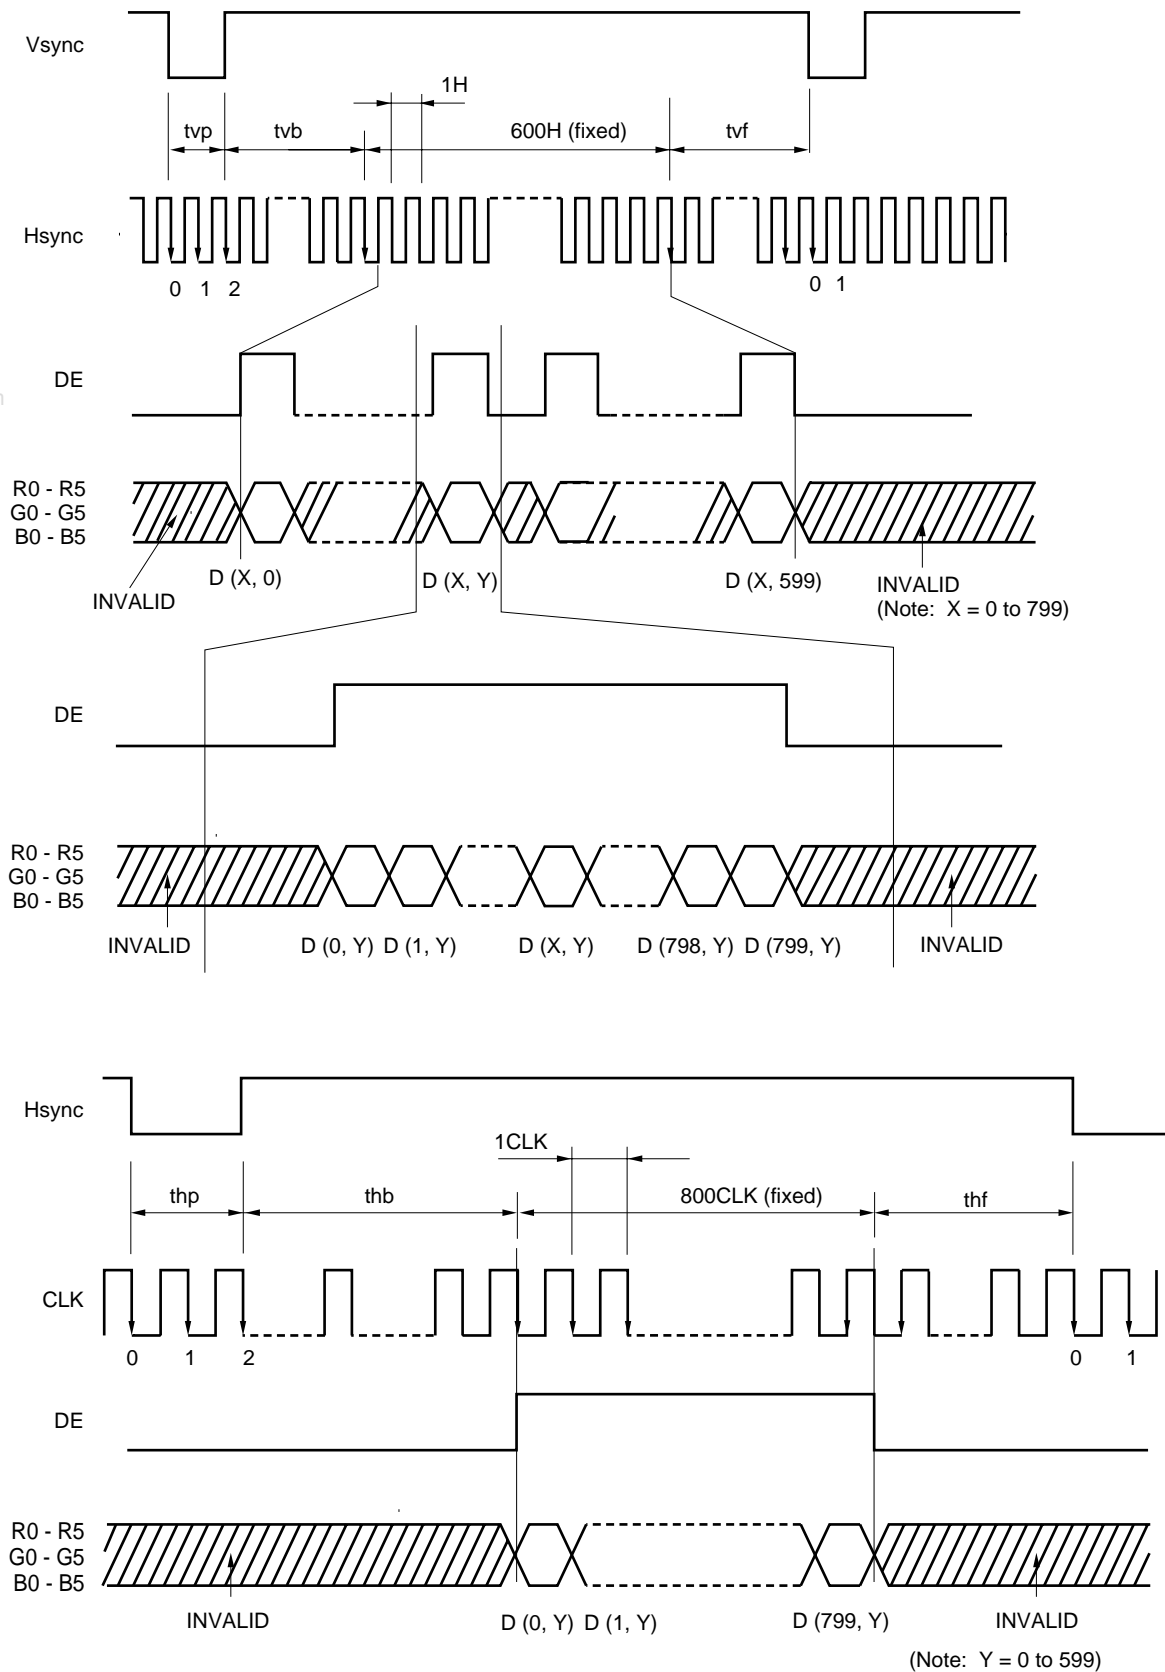 Vsync
1H
tvp tvb 600H (fixed) tvf
Hsync
0 1 2 0 1
DE
R0 - R5
G0 - G5
B0 - B5
D (X, 0) D (X, Y) D (X, 599)
INVALID
INVALID
(Note: X = 0 to 799)
DE
R0 - R5
G0 - G5
B0 - B5
INVALID D (0, Y) D (1, Y) D (X, Y) D (798, Y) D (799, Y) INVALID
Hsync
1CLK
thp thb 800CLK (fixed) thf
CLK
0 1 2 0 1
DE
R0 - R5
G0 - G5
B0 - B5
INVALID D (0, Y) D (1, Y) D (799, Y) INVALID
(Note: Y = 0 to 599)